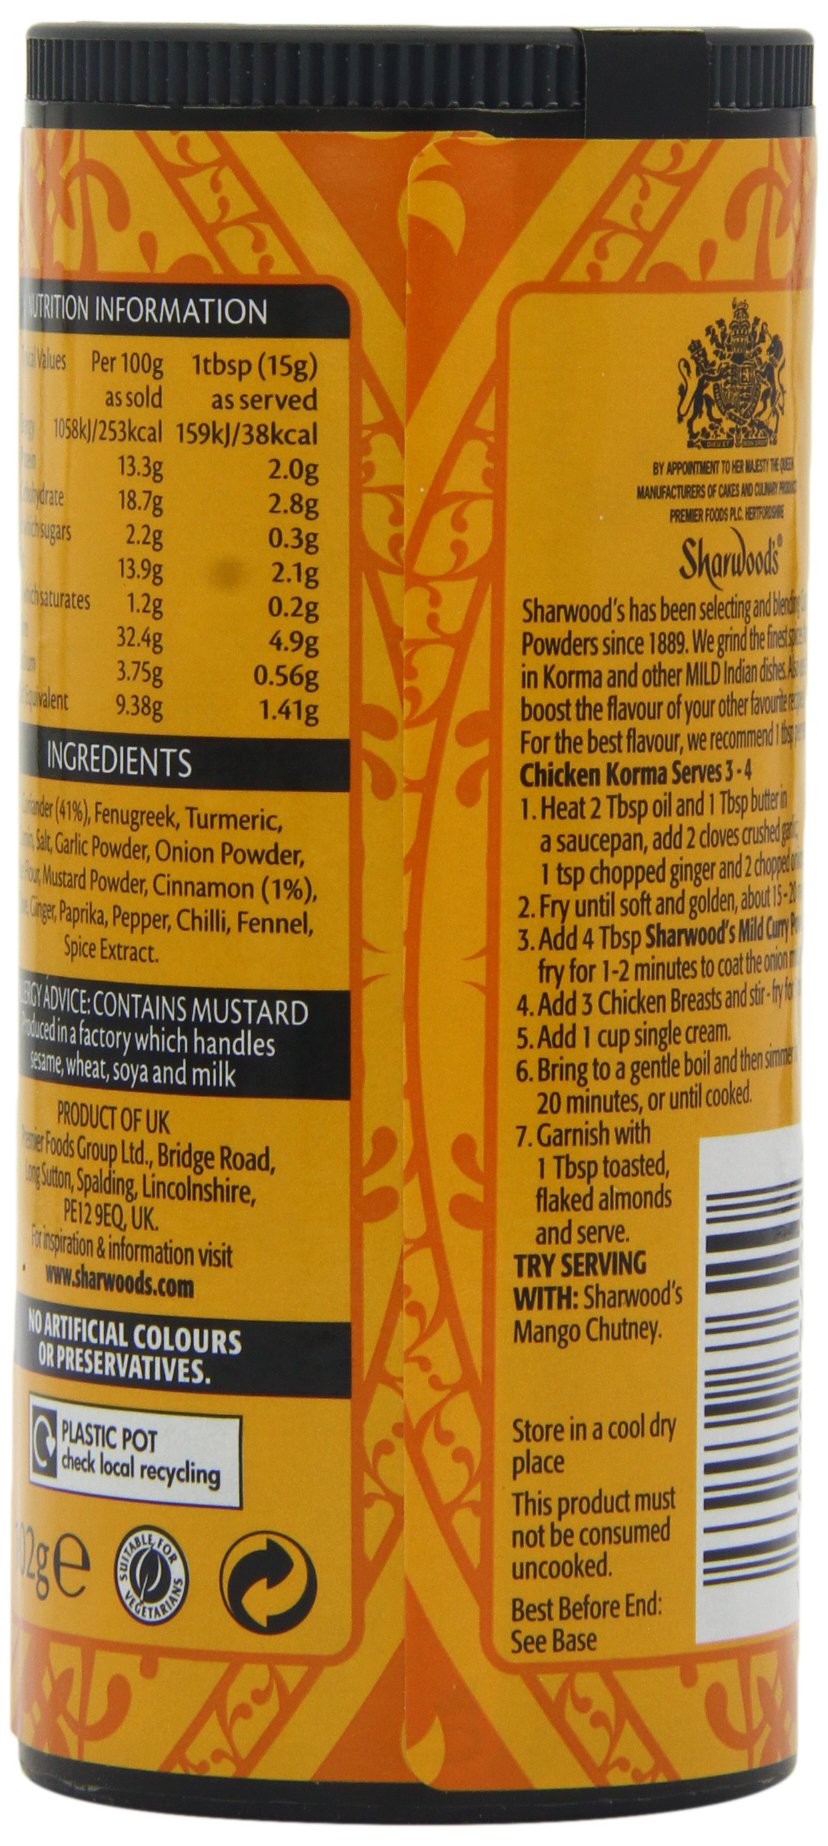 NUTRITION INFORMATION
Values Per 100g 1tbsp (15g)
as sold as served
1058kJ/253kcal 159kJ/38kcal
13.3g 2.0g
18.7g 2.8g
sugars 2.2g 0.3g
13.9g 2.1g
saturates 1.2g 0.2g
32.4g 4.9g
3.75g 0.56g
9.38g 1.41g
INGREDIENTS
(41%), Fenugreek, Turmeric,
Salt, Garlic Powder, Onion Powder,
Flour, Mustard Powder, Cinnamon (1%),
Ginger, Paprika, Pepper, Chilli, Fennel,
Spice Extract.
ADVICE: CONTAINS MUSTARD
Produced in a factory which handles
sesame, wheat, soya and milk
PRODUCT OF UK
Premier Foods Group Ltd., Bridge Road,
Long Sutton, Spalding, Lincolnshire,
PE12 9EQ, UK.
For inspiration & information visit
www.sharwoods.com
NO ARTIFICIAL COLOURS
OR PRESERVATIVES.
PLASTIC POT
check local recycling
SUITABLE FOR
VEGETARIANS
BY APPOINTMENT TO HER MAJESTY THE QUEEN
MANUFACTURERS OF CAKES AND CULINARY
PREMIER FOODS PLC. HERTFORDSHIRE
Sharwood's®
Sharwood's has been selecting and blending
Powders since 1889. We grind the finest
in Korma and other MILD Indian dishes.
boost the flavour of your other favourite
For the best flavour, we recommend 1 tbsp
Chicken Korma Serves 3 - 4
1. Heat 2 Tbsp oil and 1 Tbsp butter in
a saucepan, add 2 cloves crushed
1 tsp chopped ginger and 2 chopped
2. Fry until soft and golden, about 15 - 20
3. Add 4 Tbsp Sharwood's Mild Curry
fry for 1-2 minutes to coat the onion
4. Add 3 Chicken Breasts and stir - fry for
5. Add 1 cup single cream.
6. Bring to a gentle boil and then simmer
20 minutes, or until cooked.
7. Garnish with
1 Tbsp toasted,
flaked almonds
and serve.
TRY SERVING
WITH: Sharwood's
Mango Chutney.
Store in a cool dry
place
This product must
not be consumed
uncooked.
Best Before End:
See Base